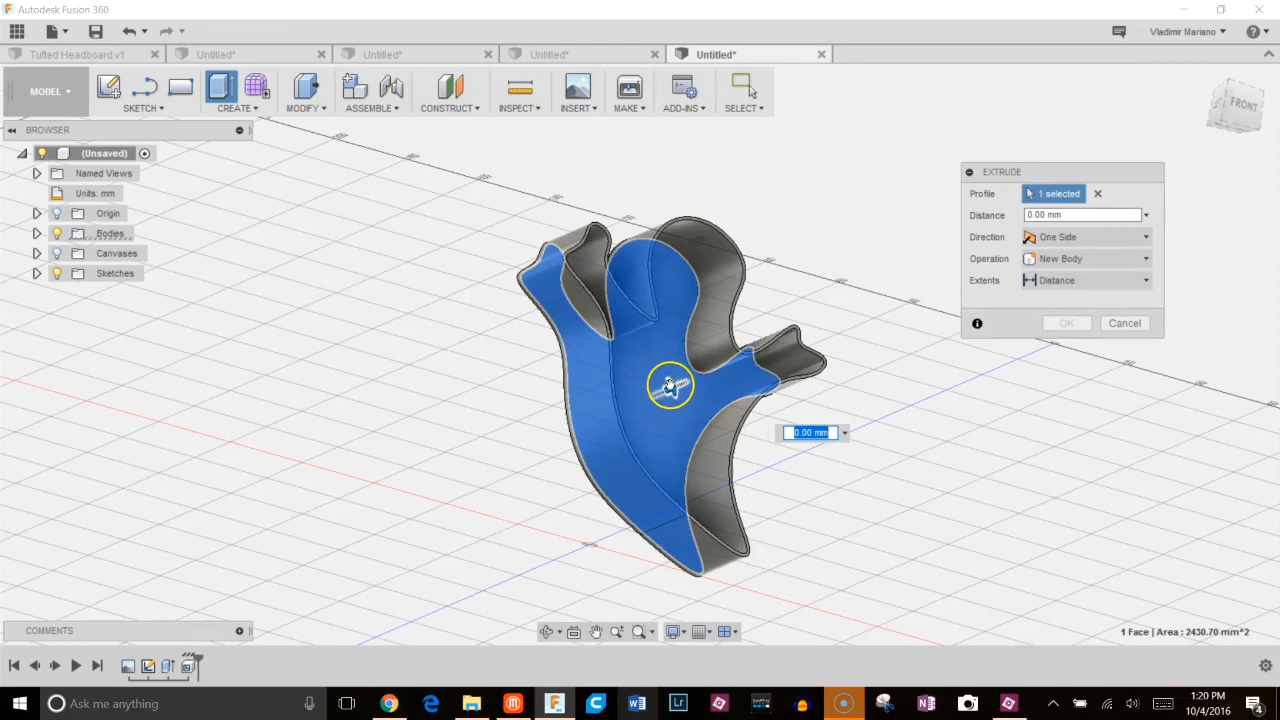 Autodesk Fusion 360
Vladimir Mariano
Tufted Headboard v1
Untitled*
Untitled*
Untitled*
Untitled*
MODEL
SKETCH
CREATE
MODIFY
ASSEMBLE
CONSTRUCT
INSPECT
INSERT
MAKE
ADD-INS
SELECT
FRONT
BROWSER
(Unsaved)
Named Views
Units: mm
Origin
Bodies
Canvases
Sketches
EXTRUDE
Profile 1 selected
Distance 0.00 mm
Direction One Side
Operation New Body
Extents Distance
OK Cancel
0.00 mm
COMMENTS
1 Face | Area : 2430.70 mm^2
Ask me anything
Lr
1:20 PM
10/4/2016
4